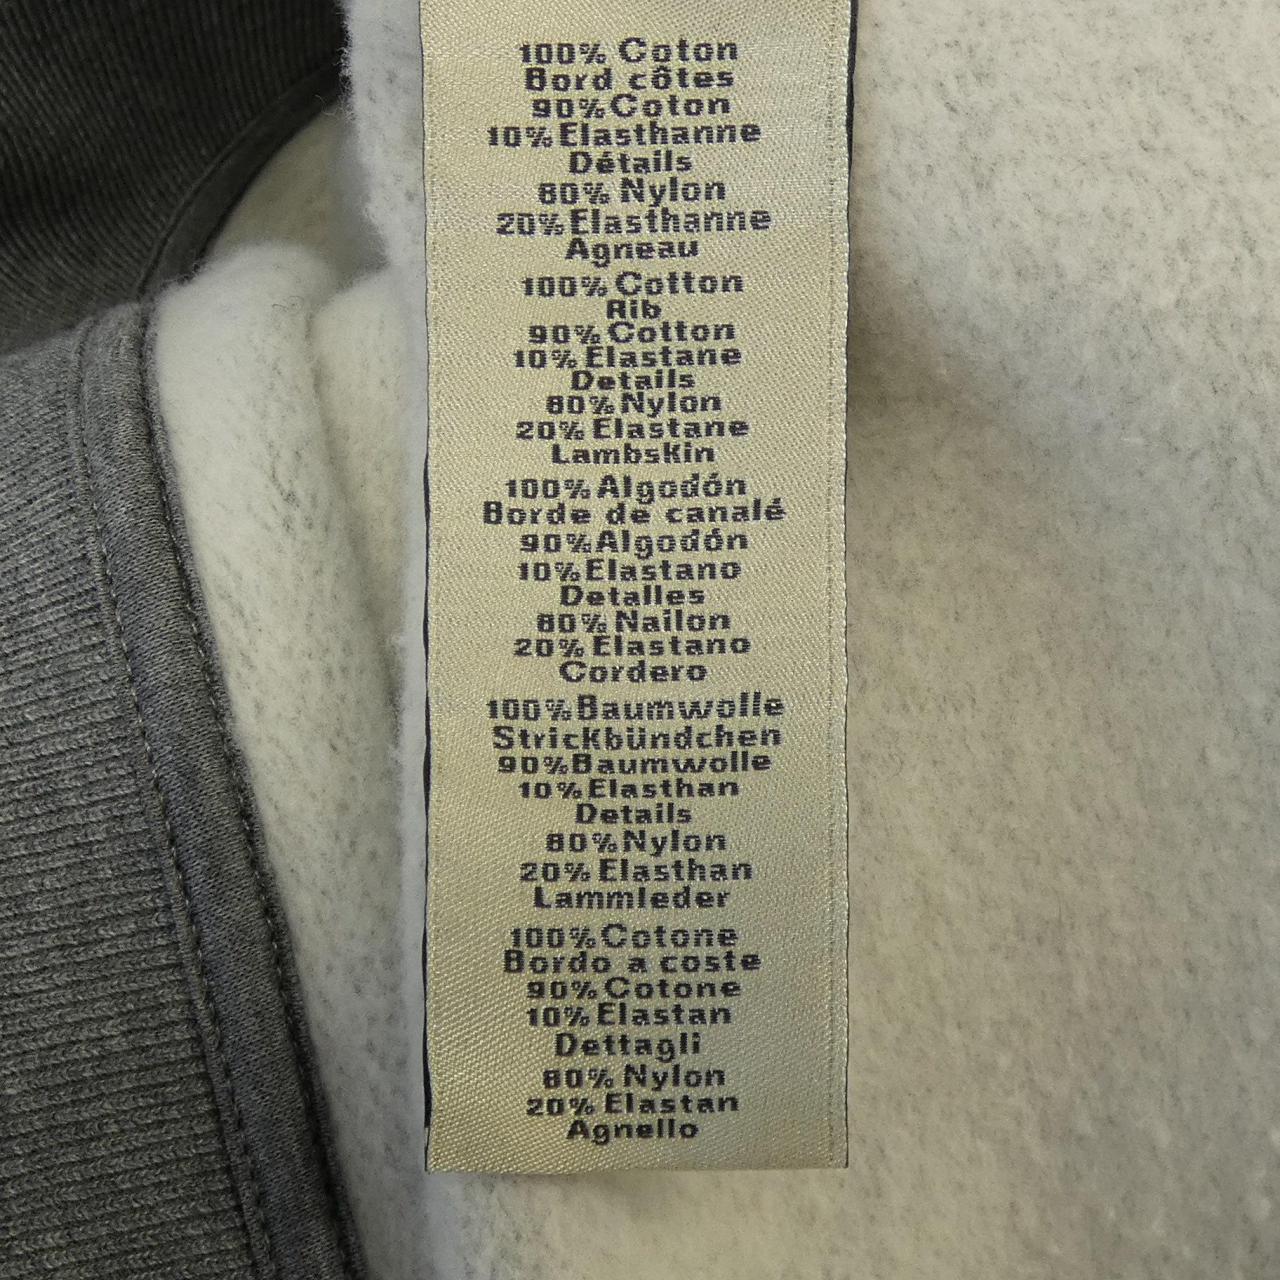 100% Coton
Bord côtes
90% Coton
10% Elasthanne
Détails
80% Nylon
20% Elasthanne
Agneau
100% Cotton
Rib
90% Cotton
10% Elastane
Details
80% Nylon
20% Elastane
Lambskin
100% Algodón
Borde de canalé
90% Algodón
10% Elastano
Detalles
80% Nailon
20% Elastano
Cordero
100% Baumwolle
Strickbündchen
90% Baumwolle
10% Elasthan
Details
80% Nylon
20% Elasthan
Lammleder
100% Cotone
Bordo a coste
90% Cotone
10% Elastan
Dettagli
80% Nylon
20% Elastan
Agnello